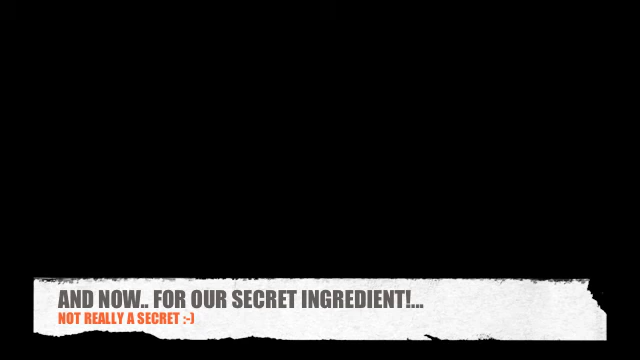 AND NOW.. FOR OUR SECRET INGREDIENT!...
NOT REALLY A SECRET :-)